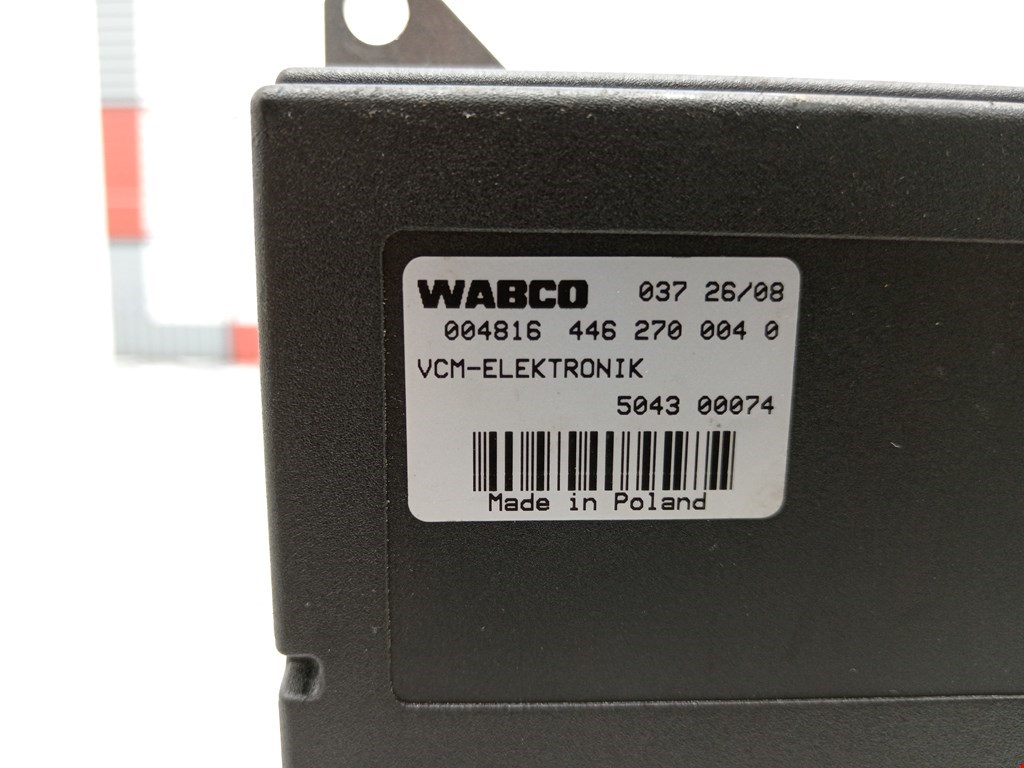 WABCO 037 26/08
004816 446 270 004 0
VCM-ELEKTRONIK
5043 00074
Made in Poland